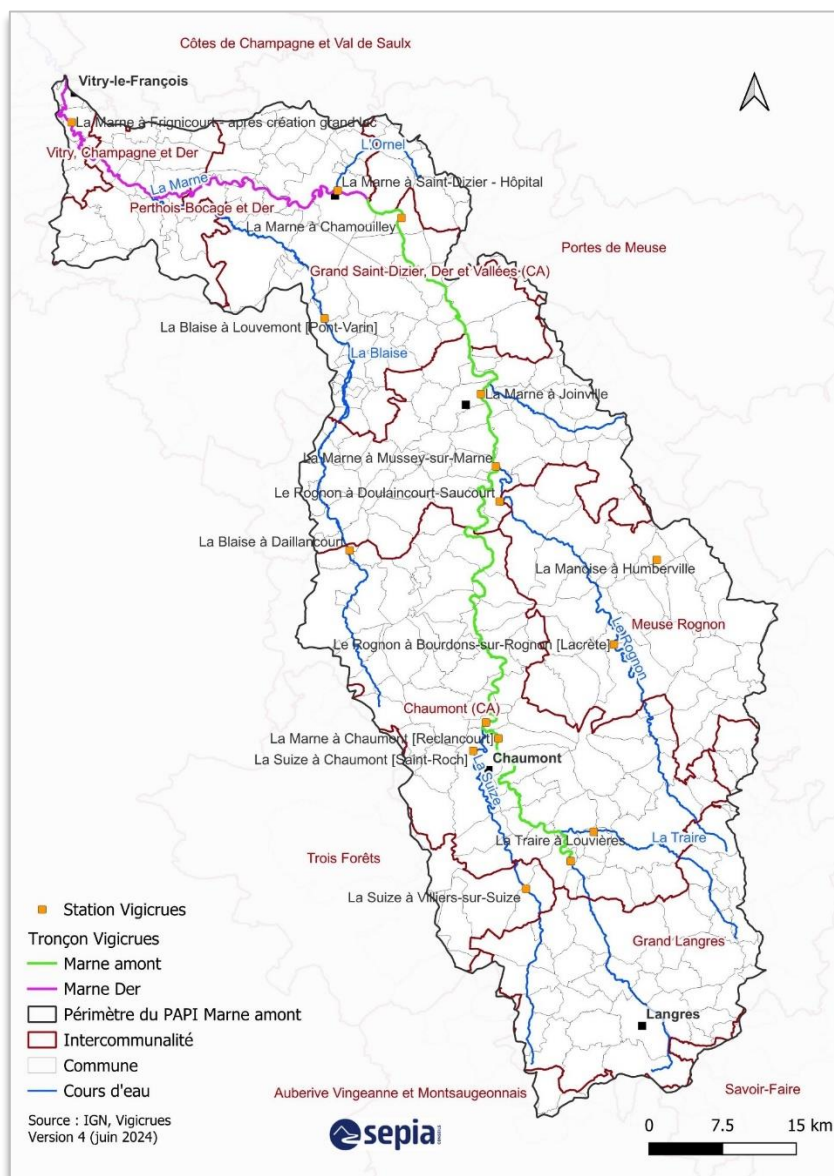 Côtes de Champagne et Val de Saulx
Vitry-le-François
La Marne à Frignicourt - après création grand lac
L'Ornel
Vitry, Champagne et Der
La Marne
La Marne à Saint-Dizier - Hôpital
Perthois-Bocage et Der
La Marne à Chamouilley
Portes de Meuse
Grand Saint-Dizier, Der et Vallées (CA)
La Blaise à Louvemont [Pont-Varin]
La Blaise
La Marne à Joinville
La Marne à Mussey-sur-Marne
Le Rognon à Doulaincourt-Saucourt
La Blaise à Daillancourt
La Manoise à Humberville
Le Rognon
Meuse Rognon
Le Rognon à Bourdons-sur-Rognon [Lacrète]
Chaumont (CA)
La Marne à Chaumont [Reclancourt]
La Suize à Chaumont [Saint-Roch]
Chaumont
La Suize
La Traire à Louvières
La Traire
Trois Forêts
La Suize à Villiers-sur-Suize
Grand Langres
Langres
Auberive Vingeanne et Montsaugeonnais
Savoir-Faire
Station Vigicrues
Tronçon Vigicrues
Marne amont
Marne Der
Périmètre du PAPI Marne amont
Intercommunalité
Commune
Cours d'eau
Source : IGN, Vigicrues
Version 4 (juin 2024)
sepia
0 7.5 15 km